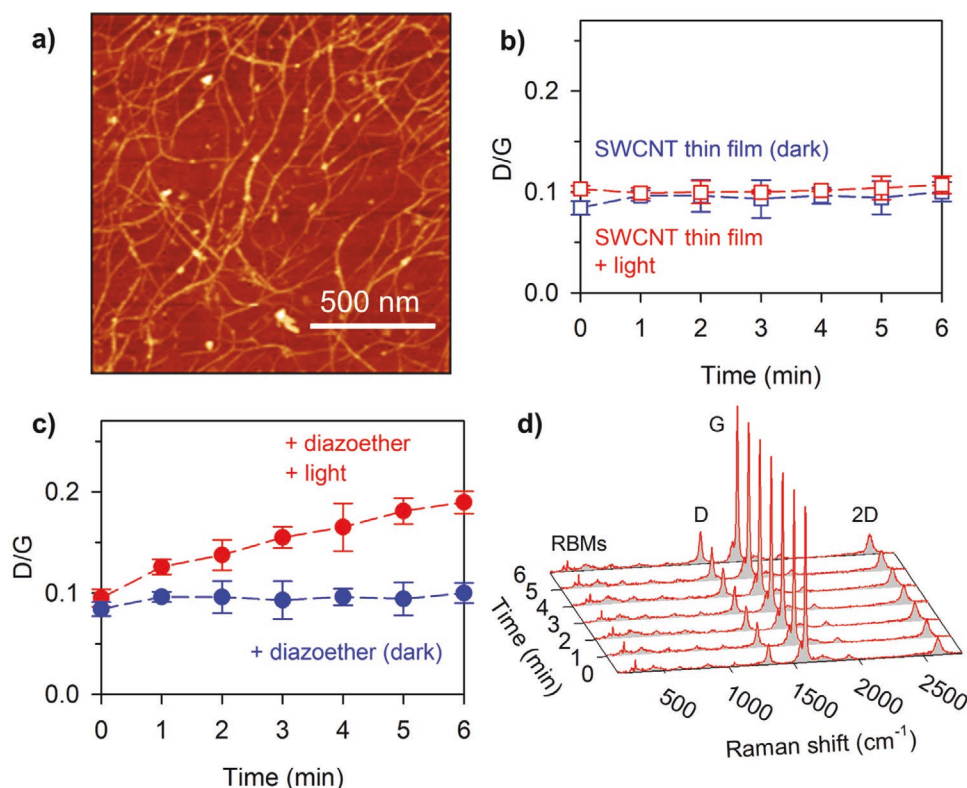 a)
500 nm
b)
0.2
0.1
0.0
D/G
SWCNT thin film (dark)
SWCNT thin film
+ light
0 1 2 3 4 5 6
Time (min)
c)
0.2
0.1
0.0
D/G
+ diazoether
+ light
+ diazoether (dark)
0 1 2 3 4 5 6
Time (min)
d)
G
D
2D
RBMs
6
5
4
3
2
1
0
Time (min)
500 1000 1500 2000 2500
Raman shift (cm⁻¹)